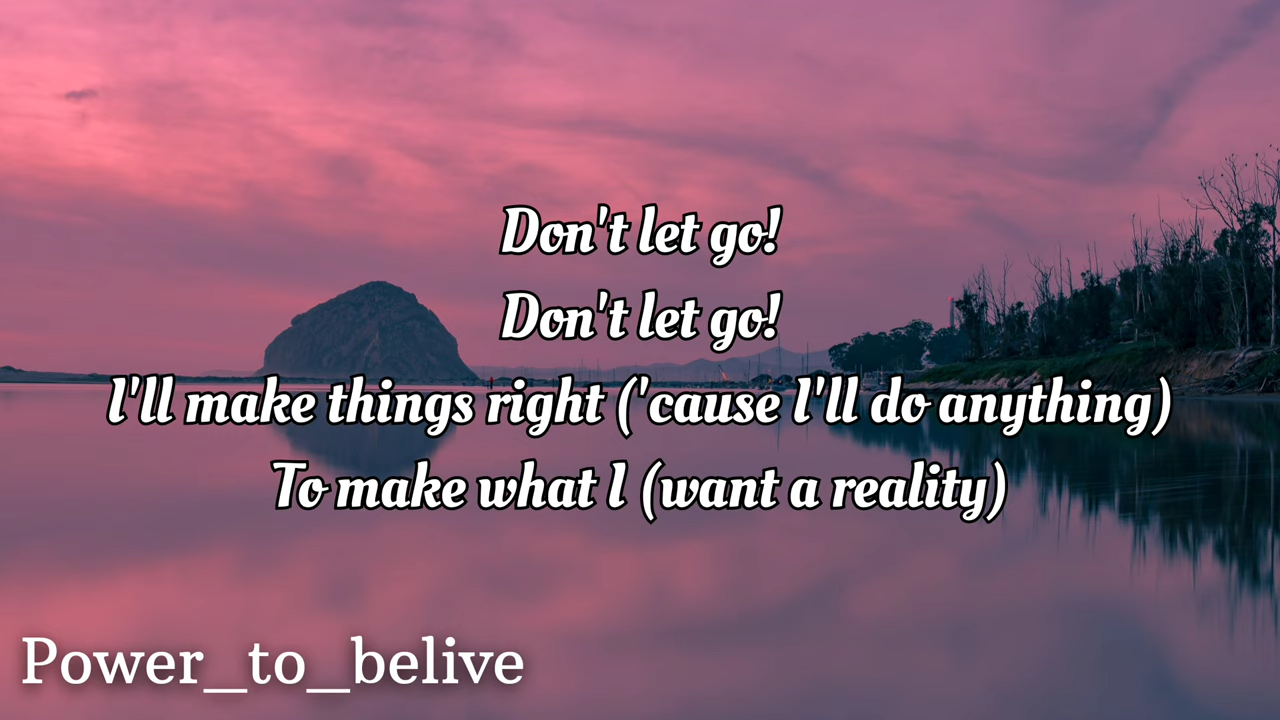 Don't let go!
Don't let go!
I'll make things right ('cause I'll do anything)
To make what I (want a reality)
Power_to_belive